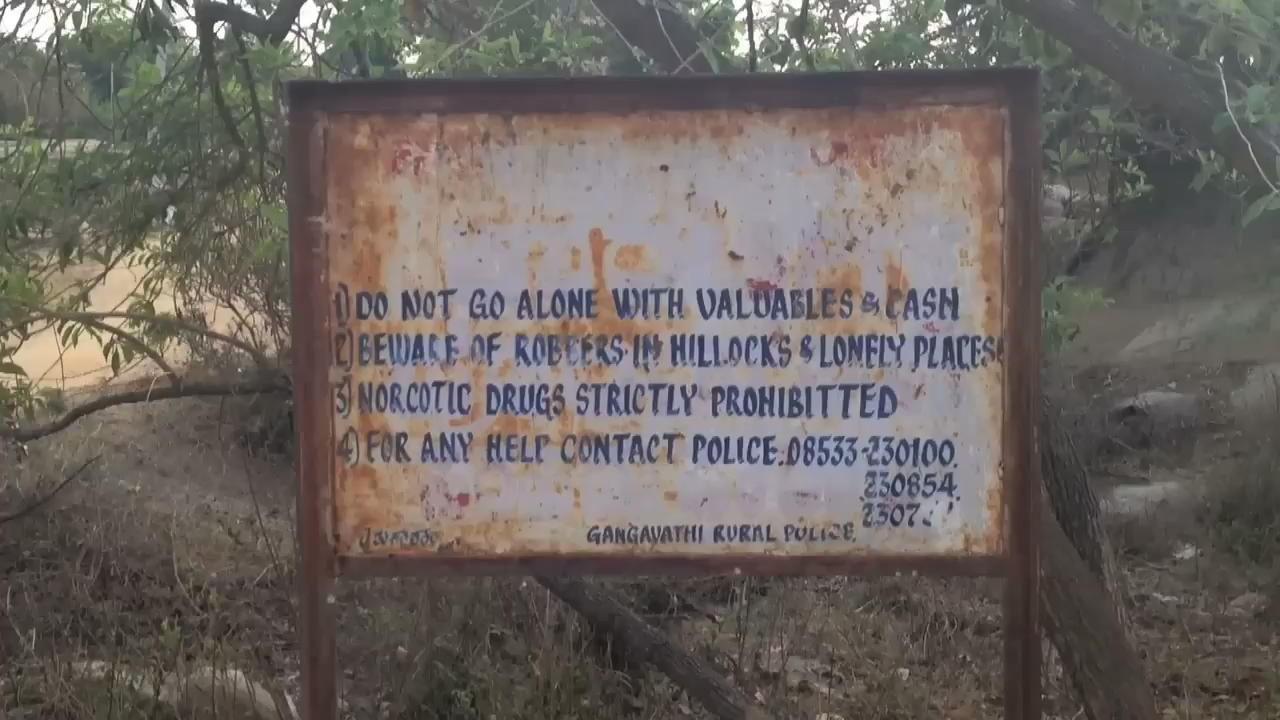 1) DO NOT GO ALONE WITH VALUABLES & CASH
2) BEWARE OF ROBBERS IN HILLOCKS & LONELY PLACES
3) NORCOTIC DRUGS STRICTLY PROHIBITTED
4) FOR ANY HELP CONTACT POLICE:08533-230100.
230854.
GANGAVATHI RURAL POLICE.